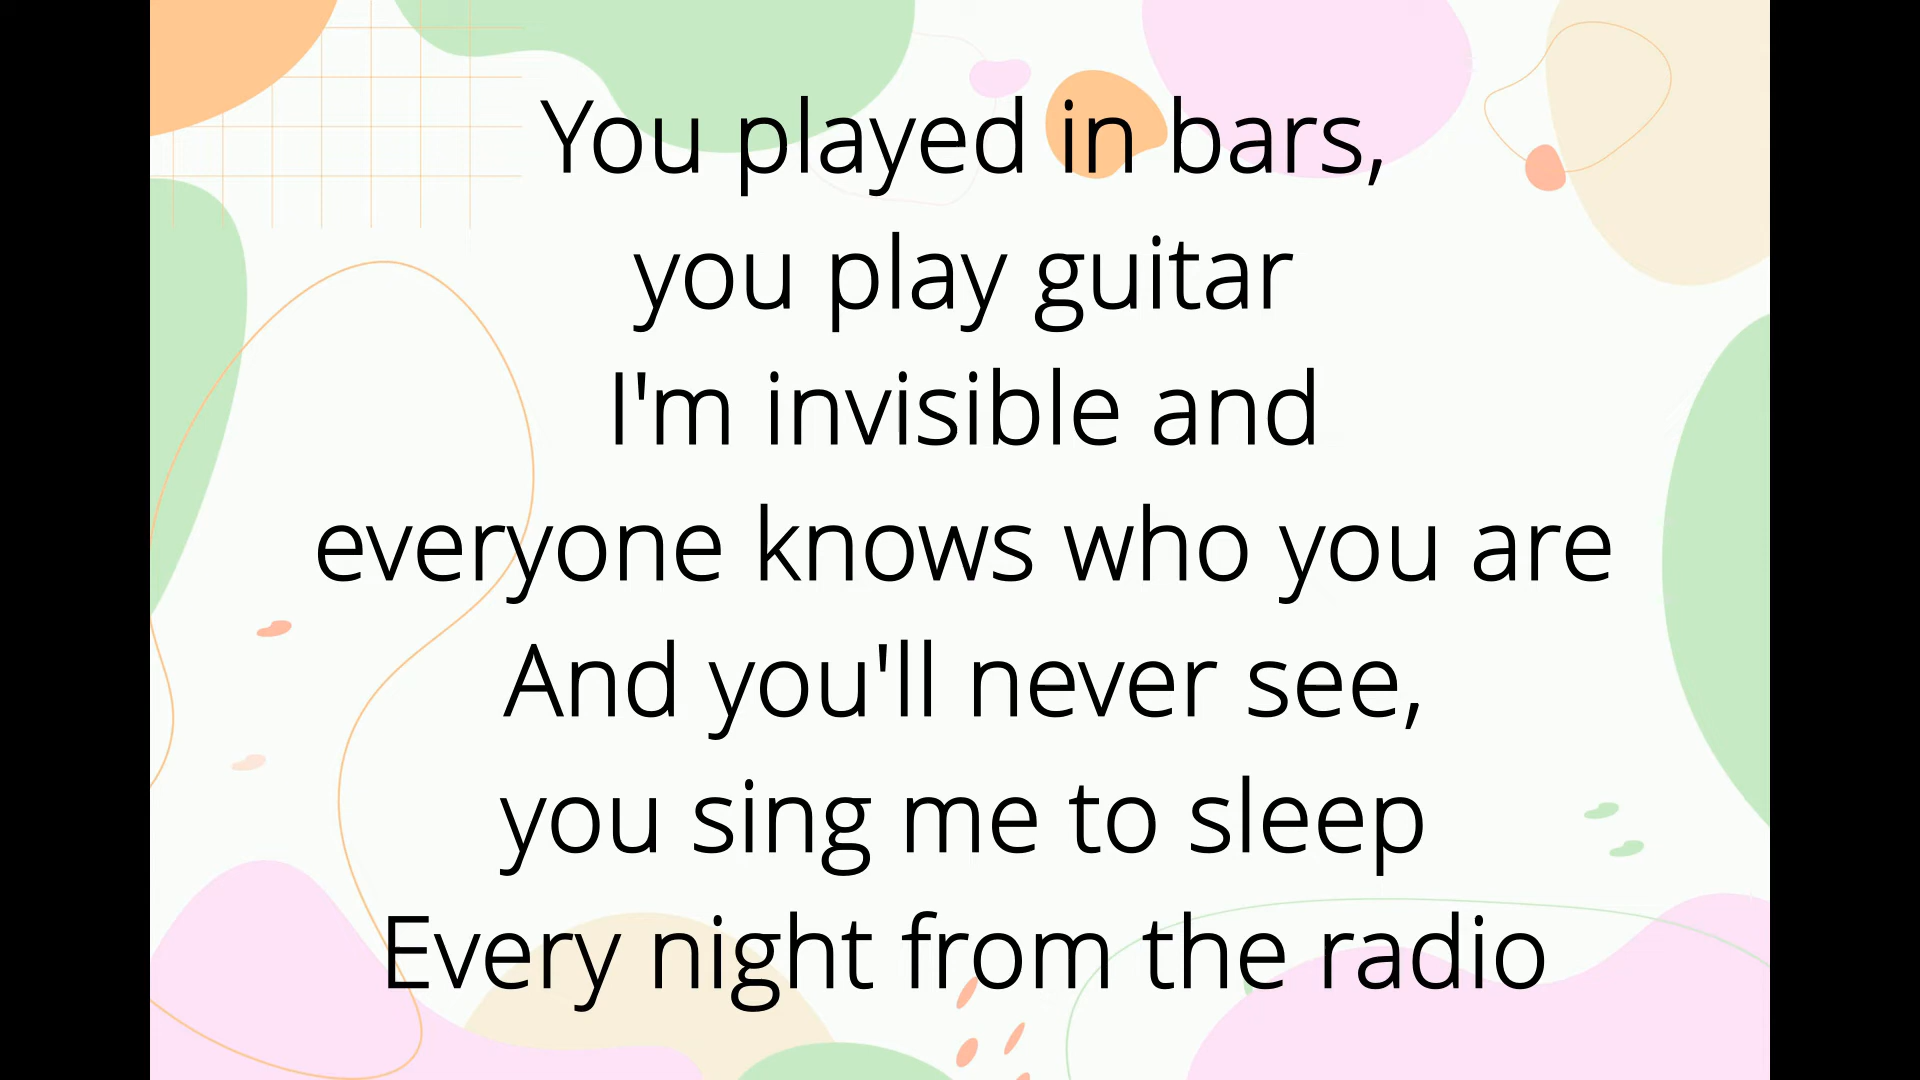 You played in bars,
you play guitar
I'm invisible and
everyone knows who you are
And you'll never see,
you sing me to sleep
Every night from the radio